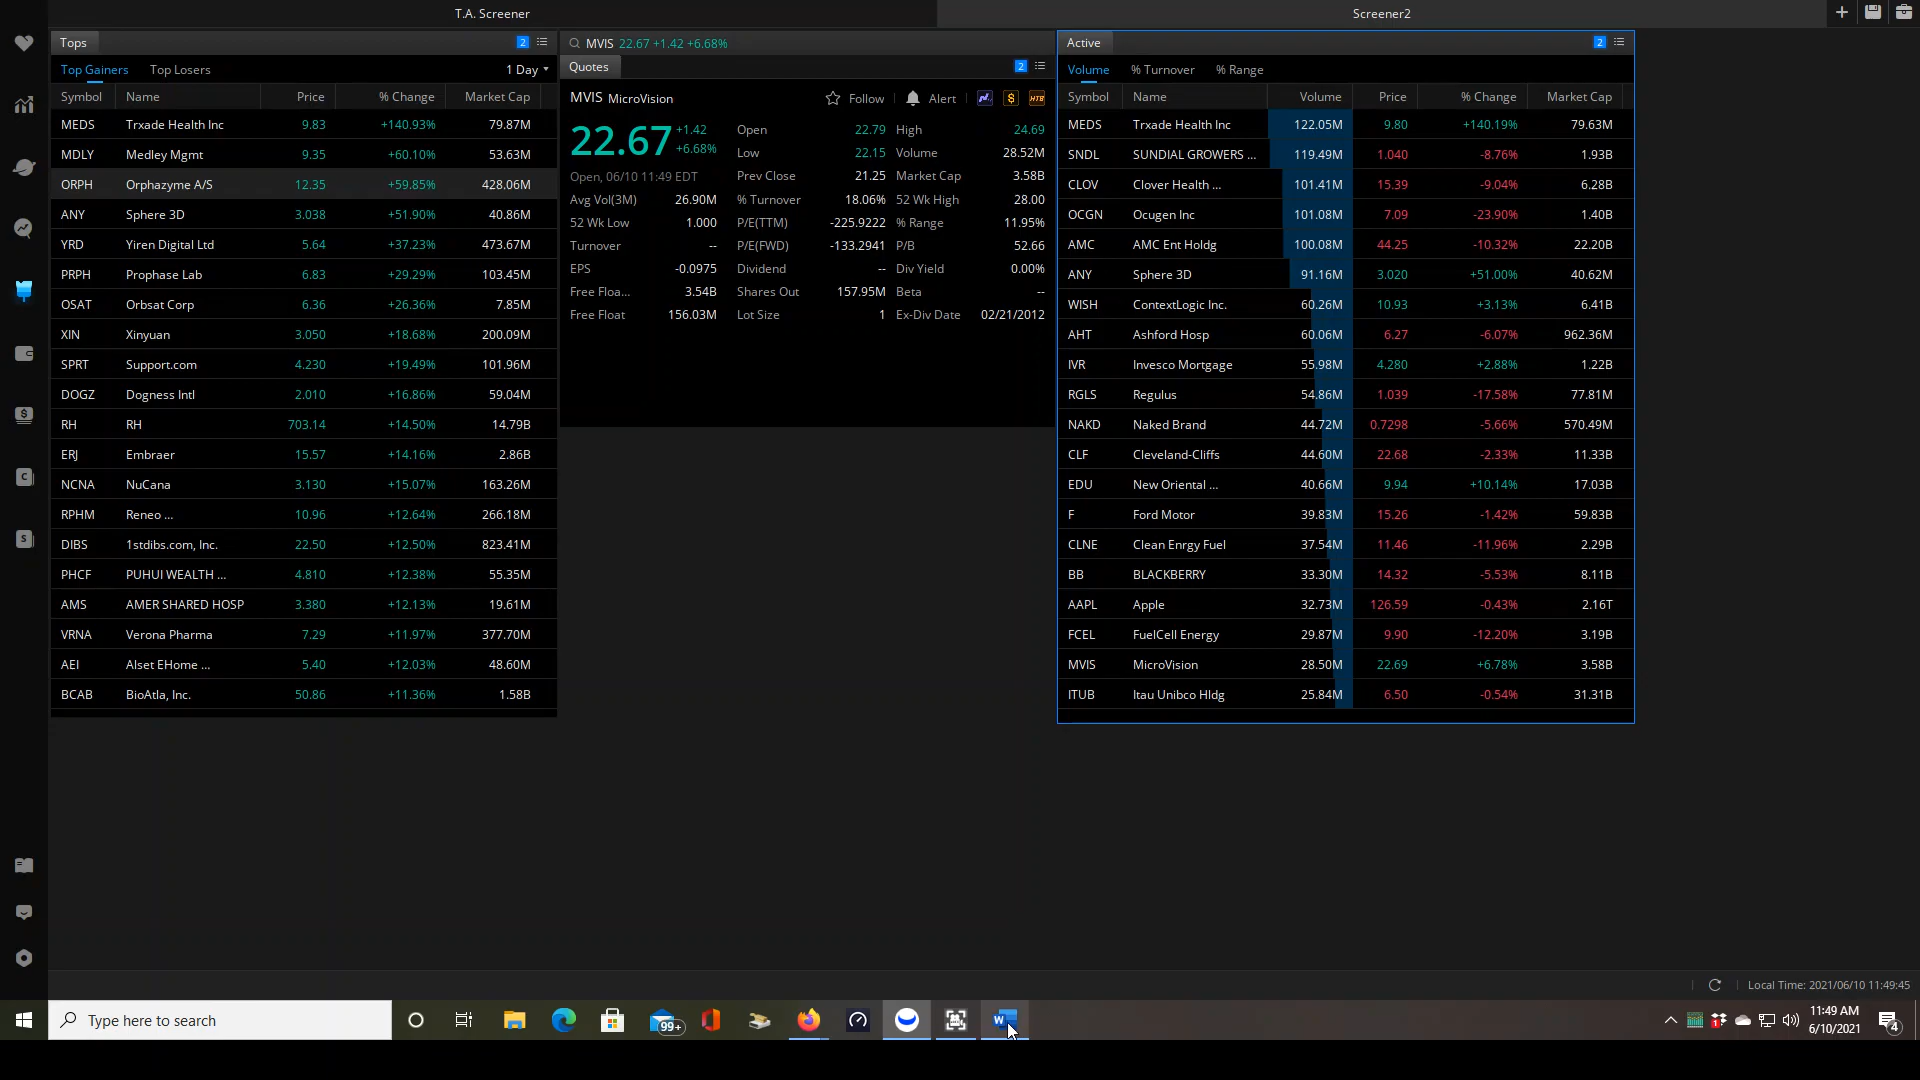 T.A. Screener Screener2
Tops 2
Top Gainers Top Losers 1 Day
Symbol Name Price % Change Market Cap
MEDS Trxade Health Inc 9.83 +140.93% 79.87M
MDLY Medley Mgmt 9.35 +60.10% 53.63M
ORPH Orphazyme A/S 12.35 +59.85% 428.06M
ANY Sphere 3D 3.038 +51.90% 40.86M
YRD Yiren Digital Ltd 5.64 +37.23% 473.67M
PRPH Prophase Lab 6.83 +29.29% 103.45M
OSAT Orbsat Corp 6.36 +26.36% 7.85M
XIN Xinyuan 3.050 +18.68% 200.09M
SPRT Support.com 4.230 +19.49% 101.96M
DOGZ Dogness Intl 2.010 +16.86% 59.04M
RH RH 703.14 +14.50% 14.79B
ERJ Embraer 15.57 +14.16% 2.86B
NCNA NuCana 3.130 +15.07% 163.26M
RPHM Reneo ... 10.96 +12.64% 266.18M
DIBS 1stdibs.com, Inc. 22.50 +12.50% 823.41M
PHCF PUHUI WEALTH ... 4.810 +12.38% 55.35M
AMS AMER SHARED HOSP 3.380 +12.13% 19.61M
VRNA Verona Pharma 7.29 +11.97% 377.70M
AEI Alset EHome ... 5.40 +12.03% 48.60M
BCAB BioAtla, Inc. 50.86 +11.36% 1.58B
MVIS 22.67 +1.42 +6.68%
Quotes 2
MVIS MicroVision Follow Alert $ HTB
22.67 +1.42 +6.68%
Open, 06/10 11:49 EDT
Open 22.79 High 24.69
Low 22.15 Volume 28.52M
Prev Close 21.25 Market Cap 3.58B
Avg Vol(3M) 26.90M % Turnover 18.06% 52 Wk High 28.00
52 Wk Low 1.000 P/E(TTM) -225.9222 % Range 11.95%
Turnover -- P/E(FWD) -133.2941 P/B 52.66
EPS -0.0975 Dividend -- Div Yield 0.00%
Free Floa... 3.54B Shares Out 157.95M Beta --
Free Float 156.03M Lot Size 1 Ex-Div Date 02/21/2012
Active 2
Volume % Turnover % Range
Symbol Name Volume Price % Change Market Cap
MEDS Trxade Health Inc 122.05M 9.80 +140.19% 79.63M
SNDL SUNDIAL GROWERS ... 119.49M 1.040 -8.76% 1.93B
CLOV Clover Health ... 101.41M 15.39 -9.04% 6.28B
OCGN Ocugen Inc 101.08M 7.09 -23.90% 1.40B
AMC AMC Ent Holdg 100.08M 44.25 -10.32% 22.20B
ANY Sphere 3D 91.16M 3.020 +51.00% 40.62M
WISH ContextLogic Inc. 60.26M 10.93 +3.13% 6.41B
AHT Ashford Hosp 60.06M 6.27 -6.07% 962.36M
IVR Invesco Mortgage 55.98M 4.280 +2.88% 1.22B
RGLS Regulus 54.86M 1.039 -17.58% 77.81M
NAKD Naked Brand 44.72M 0.7298 -5.66% 570.49M
CLF Cleveland-Cliffs 44.60M 22.68 -2.33% 11.33B
EDU New Oriental ... 40.66M 9.94 +10.14% 17.03B
F Ford Motor 39.83M 15.26 -1.42% 59.83B
CLNE Clean Enrgy Fuel 37.54M 11.46 -11.96% 2.29B
BB BLACKBERRY 33.30M 14.32 -5.53% 8.11B
AAPL Apple 32.73M 126.59 -0.43% 2.16T
FCEL FuelCell Energy 29.87M 9.90 -12.20% 3.19B
MVIS MicroVision 28.50M 22.69 +6.78% 3.58B
ITUB Itau Unibco Hldg 25.84M 6.50 -0.54% 31.31B
Local Time: 2021/06/10 11:49:45
Type here to search 99+ W 1 11:49 AM
6/10/2021 4